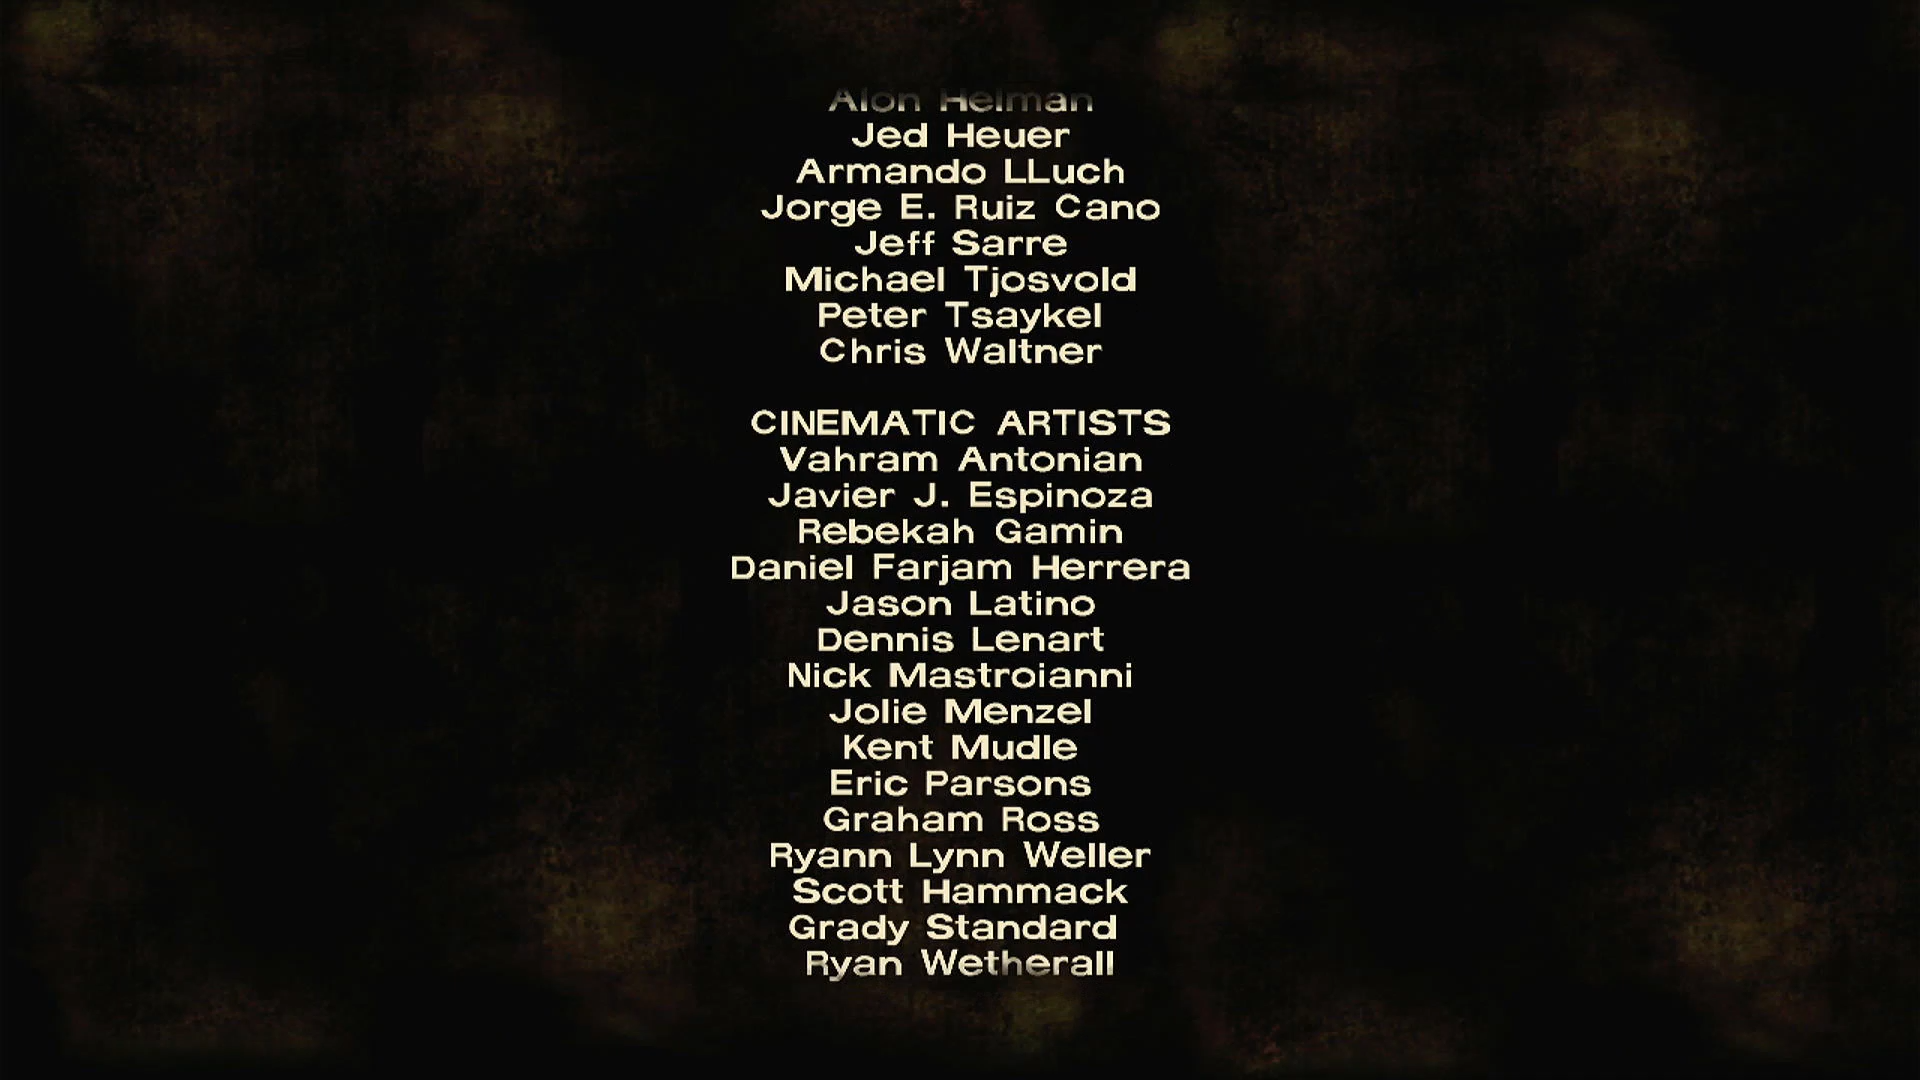 Alon Helman
Jed Heuer
Armando LLuch
Jorge E. Ruiz Cano
Jeff Sarre
Michael Tjosvold
Peter Tsaykel
Chris Waltner
CINEMATIC ARTISTS
Vahram Antonian
Javier J. Espinoza
Rebekah Gamin
Daniel Farjam Herrera
Jason Latino
Dennis Lenart
Nick Mastroianni
Jolie Menzel
Kent Mudle
Eric Parsons
Graham Ross
Ryann Lynn Weller
Scott Hammack
Grady Standard
Ryan Wetherall